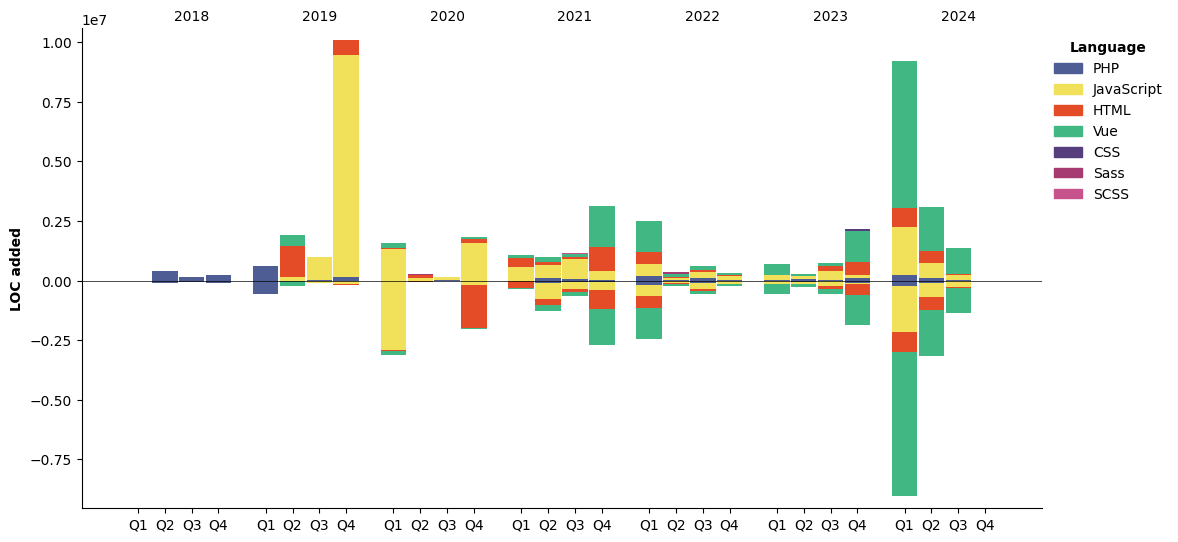 2018 2019 2020 2021 2022 2023 2024
1e7
1.00
0.75
0.50
0.25
0.00
−0.25
−0.50
−0.75
LOC added
Q1 Q2 Q3 Q4 Q1 Q2 Q3 Q4 Q1 Q2 Q3 Q4 Q1 Q2 Q3 Q4 Q1 Q2 Q3 Q4 Q1 Q2 Q3 Q4 Q1 Q2 Q3 Q4
Language
PHP
JavaScript
HTML
Vue
CSS
Sass
SCSS